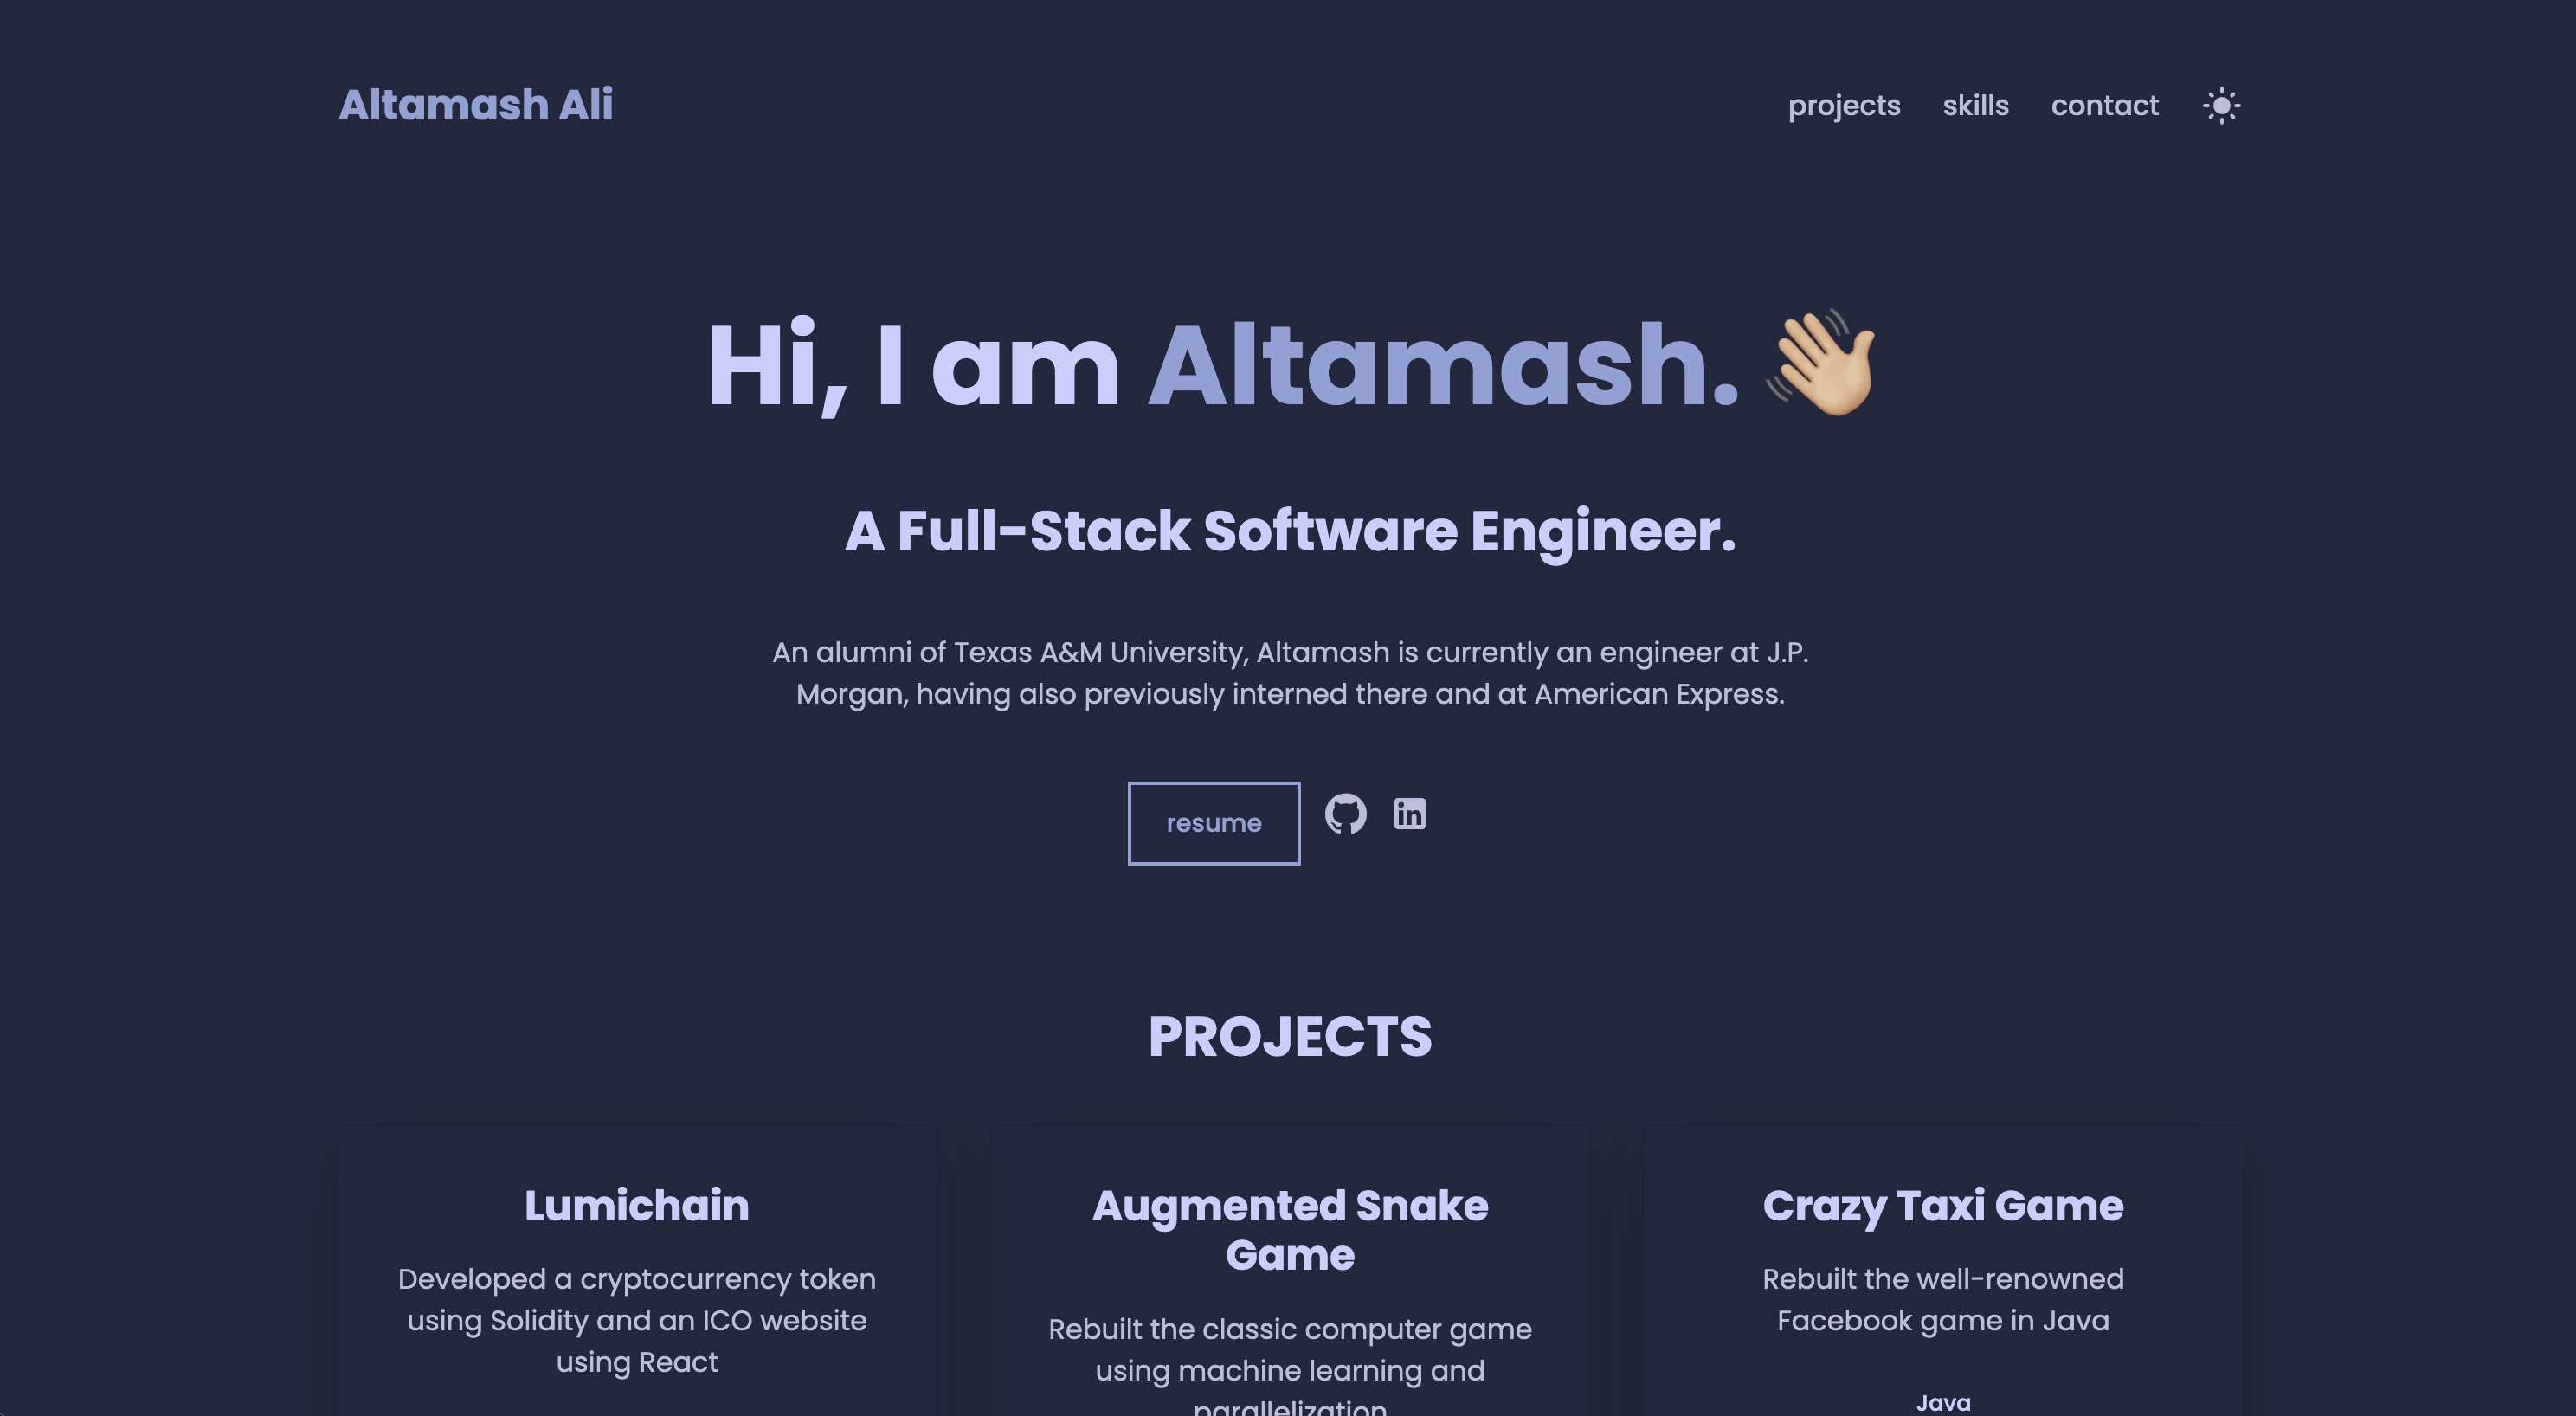 Altamash Ali
projects skills contact
Hi, I am Altamash. 👋🏼
A Full-Stack Software Engineer.
An alumni of Texas A&M University, Altamash is currently an engineer at J.P.
Morgan, having also previously interned there and at American Express.
resume
in
PROJECTS
Lumichain
Developed a cryptocurrency token
using Solidity and an ICO website
using React
Augmented Snake
Game
Rebuilt the classic computer game
using machine learning and
parallelization
Crazy Taxi Game
Rebuilt the well-renowned
Facebook game in Java
Java